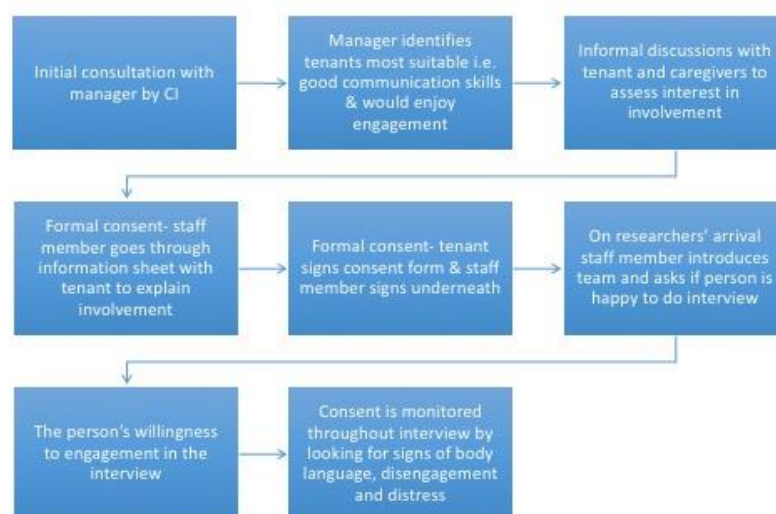 Initial consultation with
manager by CI
Manager identifies
tenants most suitable i.e.
good communication skills
& would enjoy
engagement
Informal discussions with
tenant and caregivers to
assess interest in
involvement
Formal consent- staff
member goes through
information sheet with
tenant to explain
involvement
Formal consent- tenant
signs consent form & staff
member signs underneath
On researchers’ arrival
staff member introduces
team and asks if person is
happy to do interview
The person’s willingness
to engagement in the
interview
Consent is monitored
throughout interview by
looking for signs of body
language, disengagement
and distress